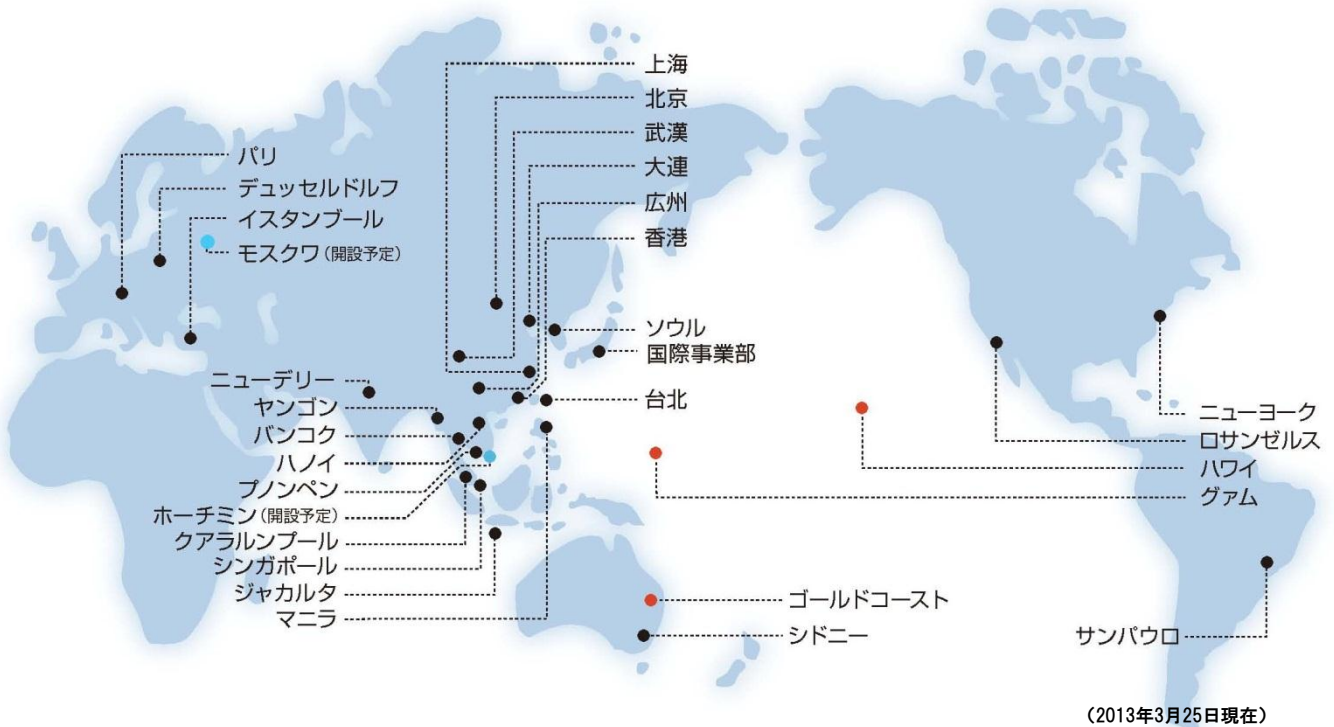 上海
北京
武漢
大連
広州
香港
パリ
デュッセルドルフ
イスタンブール
モスクワ(開設予定)
ソウル
国際事業部
台北
ニューデリー
ヤンゴン
バンコク
ハノイ
プノンペン
ホーチミン(開設予定)
クアラルンプール
シンガポール
ジャカルタ
マニラ
ゴールドコースト
シドニー
ニューヨーク
ロサンゼルス
ハワイ
グァム
サンパウロ
(2013年3月25日現在)